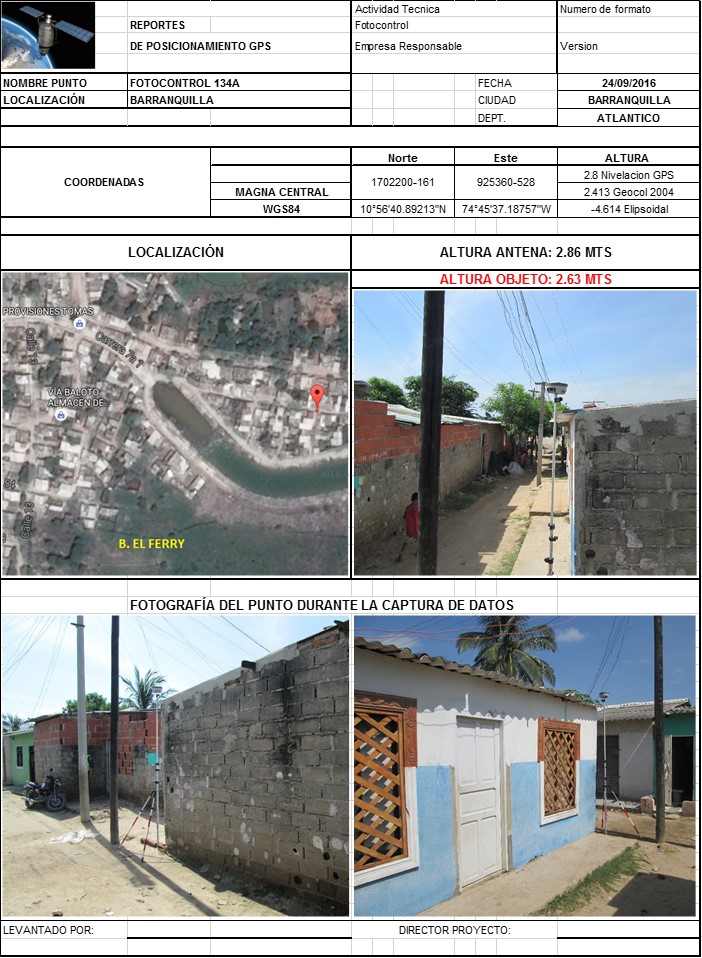 Actividad Tecnica
Numero de formato
REPORTES
Fotocontrol
DE POSICIONAMIENTO GPS
Empresa Responsable
Version
NOMBRE PUNTO
FOTOCONTROL 134A
FECHA
24/09/2016
LOCALIZACIÓN
BARRANQUILLA
CIUDAD
BARRANQUILLA
DEPT.
ATLANTICO
COORDENADAS
Norte
Este
ALTURA
MAGNA CENTRAL
1702200-161
925360-528
2.8 Nivelacion GPS
2.413 Geocol 2004
WGS84
10°56'40.89213"N
74°45'37.18757"W
-4.614 Elipsoidal
LOCALIZACIÓN
ALTURA ANTENA: 2.86 MTS
ALTURA OBJETO: 2.63 MTS
PROVISIONES TOMAS
Carrera 7a 1
VIA BALOTO
ALMACEN DE
Calle 15
B. EL FERRY
FOTOGRAFÍA DEL PUNTO DURANTE LA CAPTURA DE DATOS
LEVANTADO POR:
DIRECTOR PROYECTO: